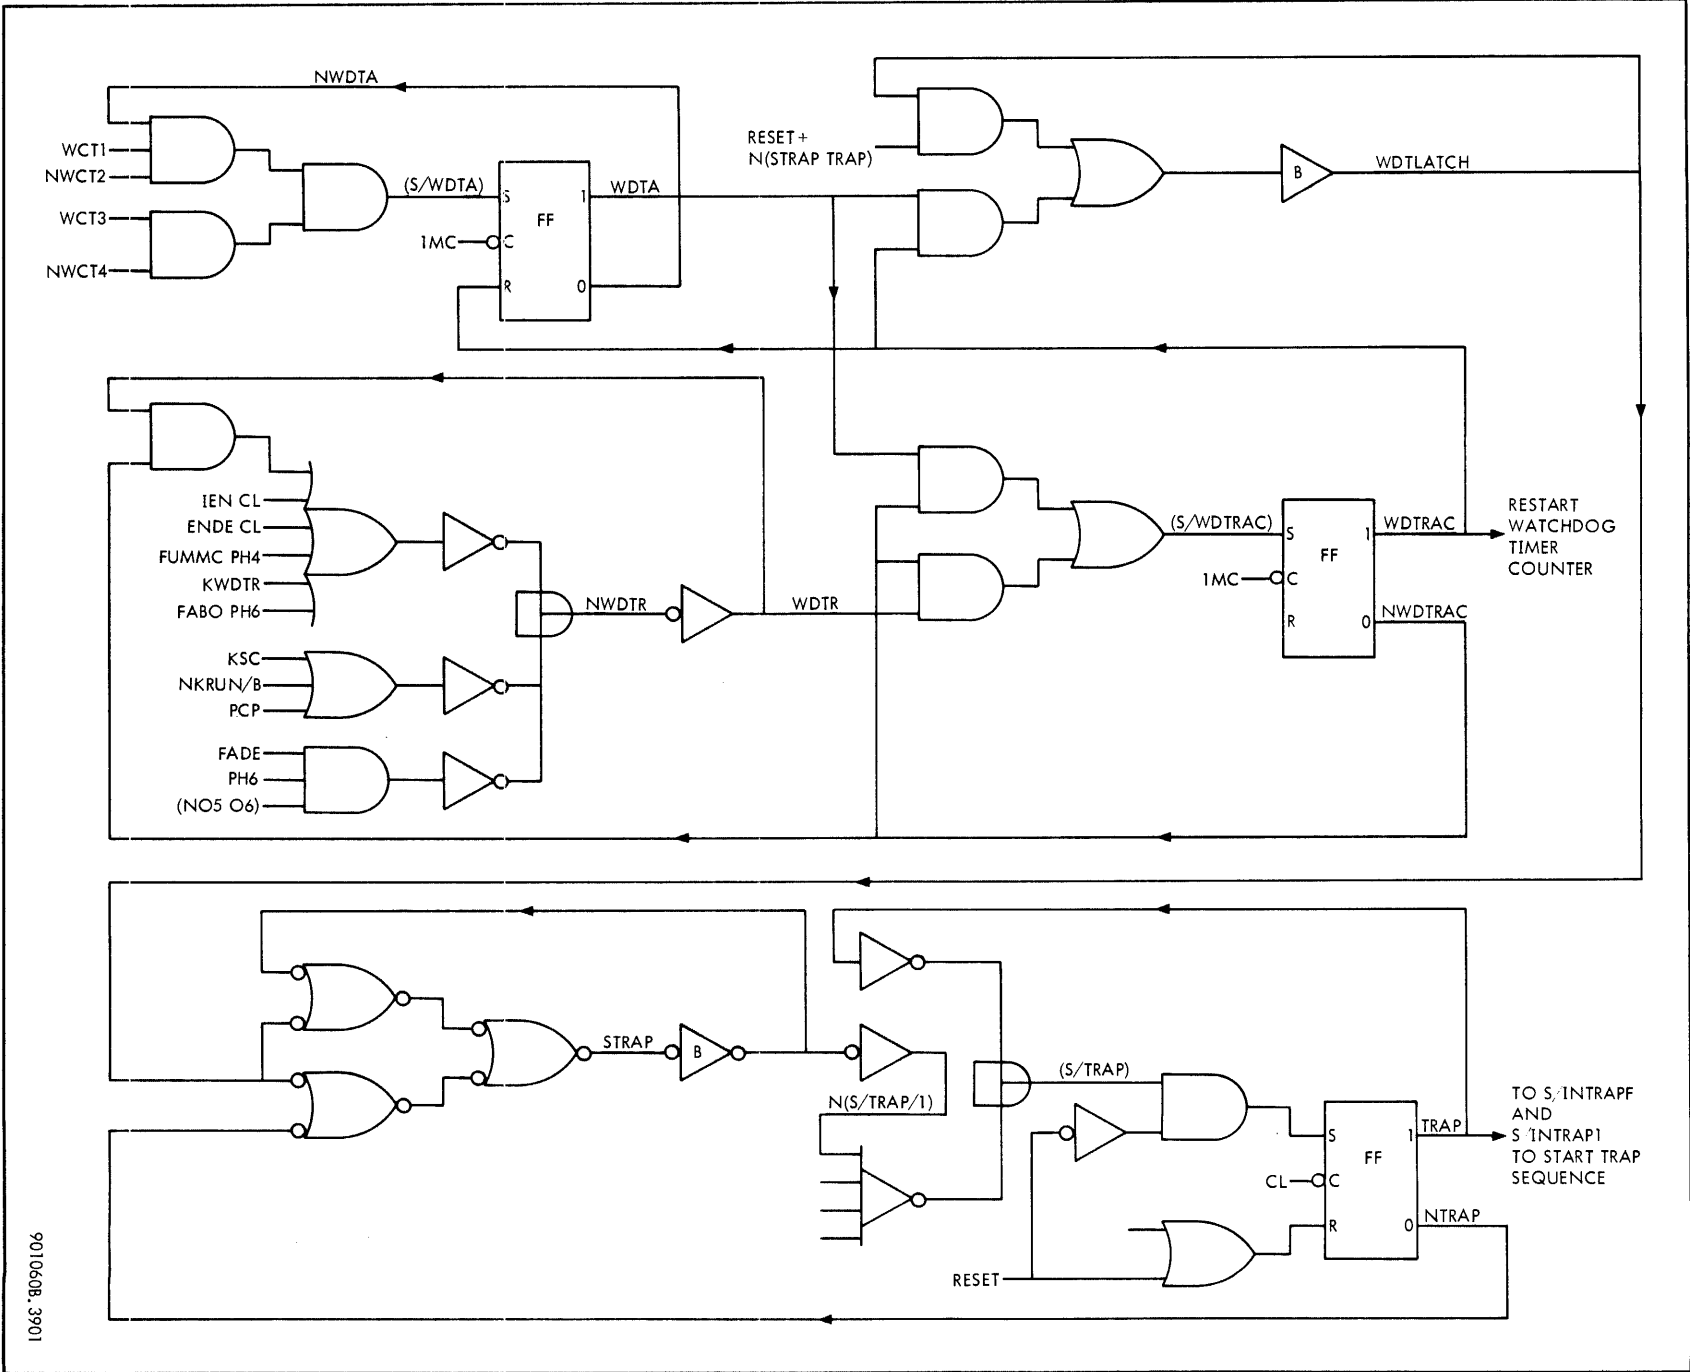 NWDTA
WCT1
NWCT2
WCT3
NWCT4
(S/WDTA)
S
1
FF
1MC
C
R
0
WDTA
RESET+
N(STRAP TRAP)
B
WDTLATCH
IEN CL
ENDE CL
FUMMC PH4
KWDTR
FABO PH6
KSC
NKRUN/B
PCP
FADE
PH6
(NO5 O6)
NWDTR
WDTR
(S/WDTRAC)
S
1
FF
1MC
C
R
0
WDTRAC
NWDTRAC
RESTART
WATCHDOG
TIMER
COUNTER
STRAP
B
N(S/TRAP/1)
(S/TRAP)
RESET
S
1
FF
CL
C
R
0
TRAP
NTRAP
TO S/INTRAPF
AND
S/INTRAP1
TO START TRAP
SEQUENCE
901060B. 3901